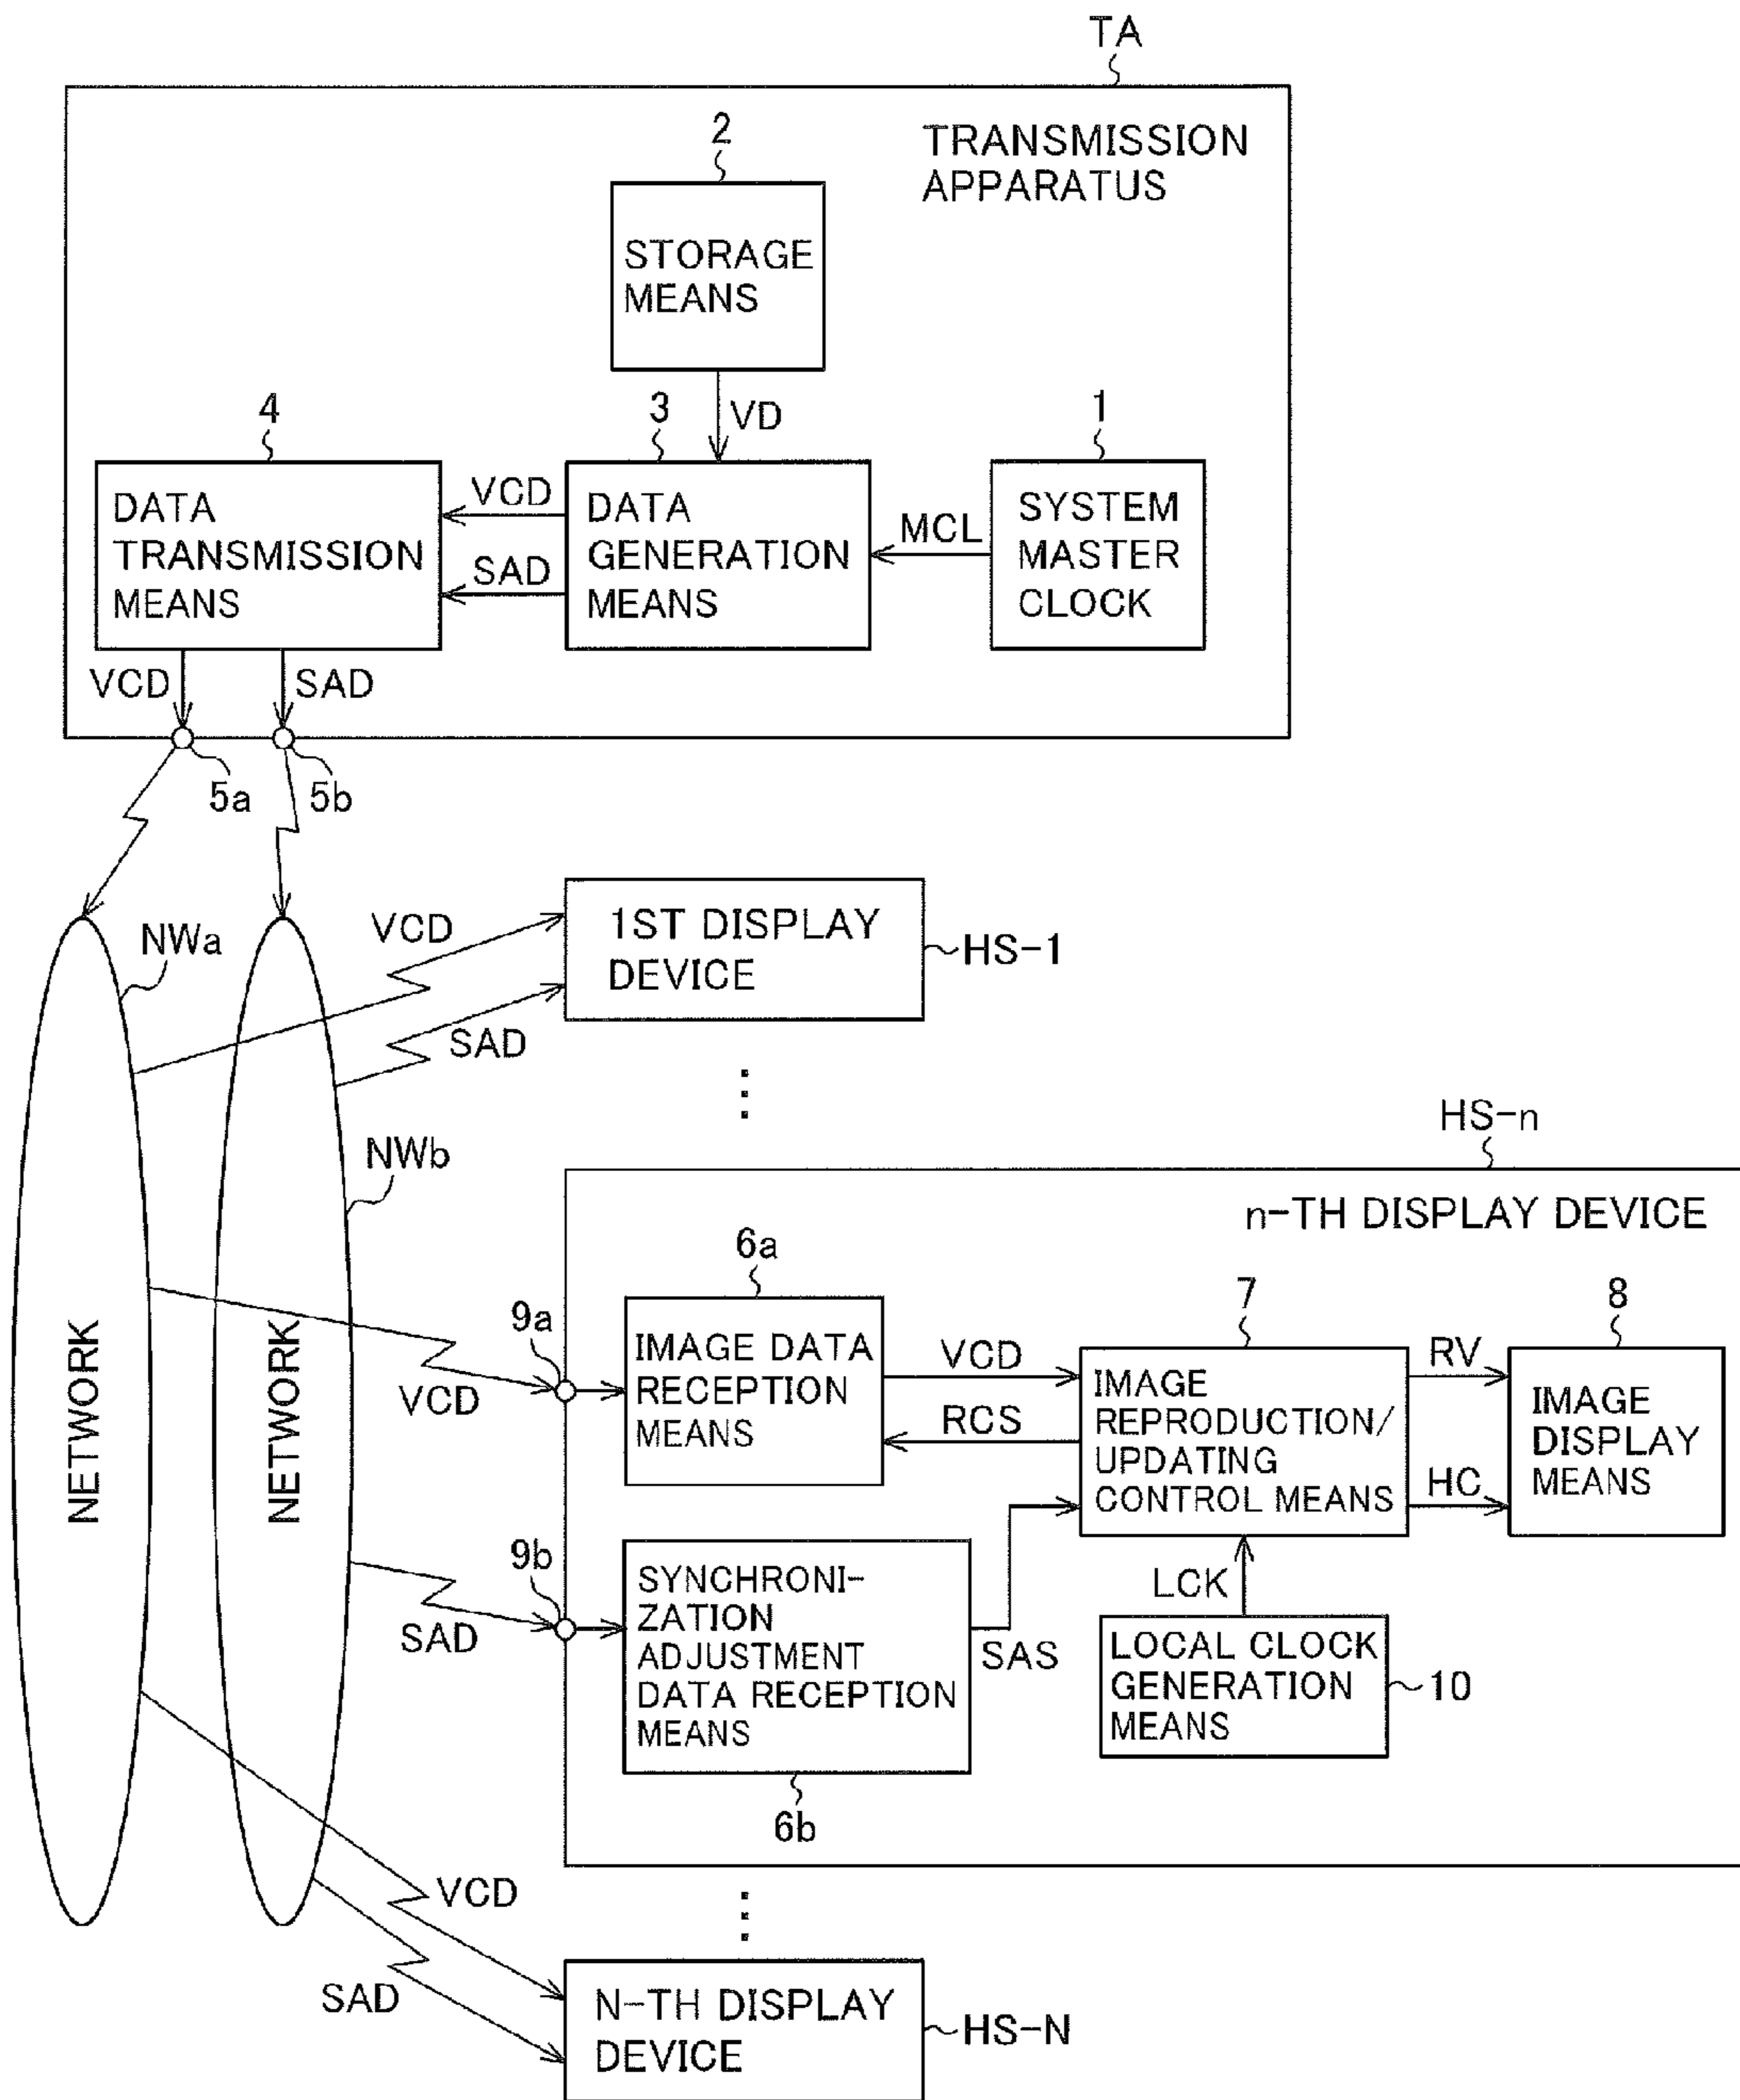 TA
TRANSMISSION
APPARATUS
2
STORAGE
MEANS
VD
4
3
1
DATA
TRANSMISSION
MEANS
VCD
SAD
DATA
GENERATION
MEANS
MCL
SYSTEM
MASTER
CLOCK
VCD
SAD
5a
5b
NWa
NETWORK
NWb
NETWORK
VCD
SAD
1ST DISPLAY
DEVICE
HS-1
HS-n
n-TH DISPLAY DEVICE
VCD
9a
6a
IMAGE DATA
RECEPTION
MEANS
VCD
RCS
7
IMAGE
REPRODUCTION/
UPDATING
CONTROL MEANS
RV
HC
8
IMAGE
DISPLAY
MEANS
SAD
9b
SYNCHRONI-
ZATION
ADJUSTMENT
DATA RECEPTION
MEANS
6b
SAS
LCK
LOCAL CLOCK
GENERATION
MEANS
10
VCD
SAD
N-TH DISPLAY
DEVICE
HS-N